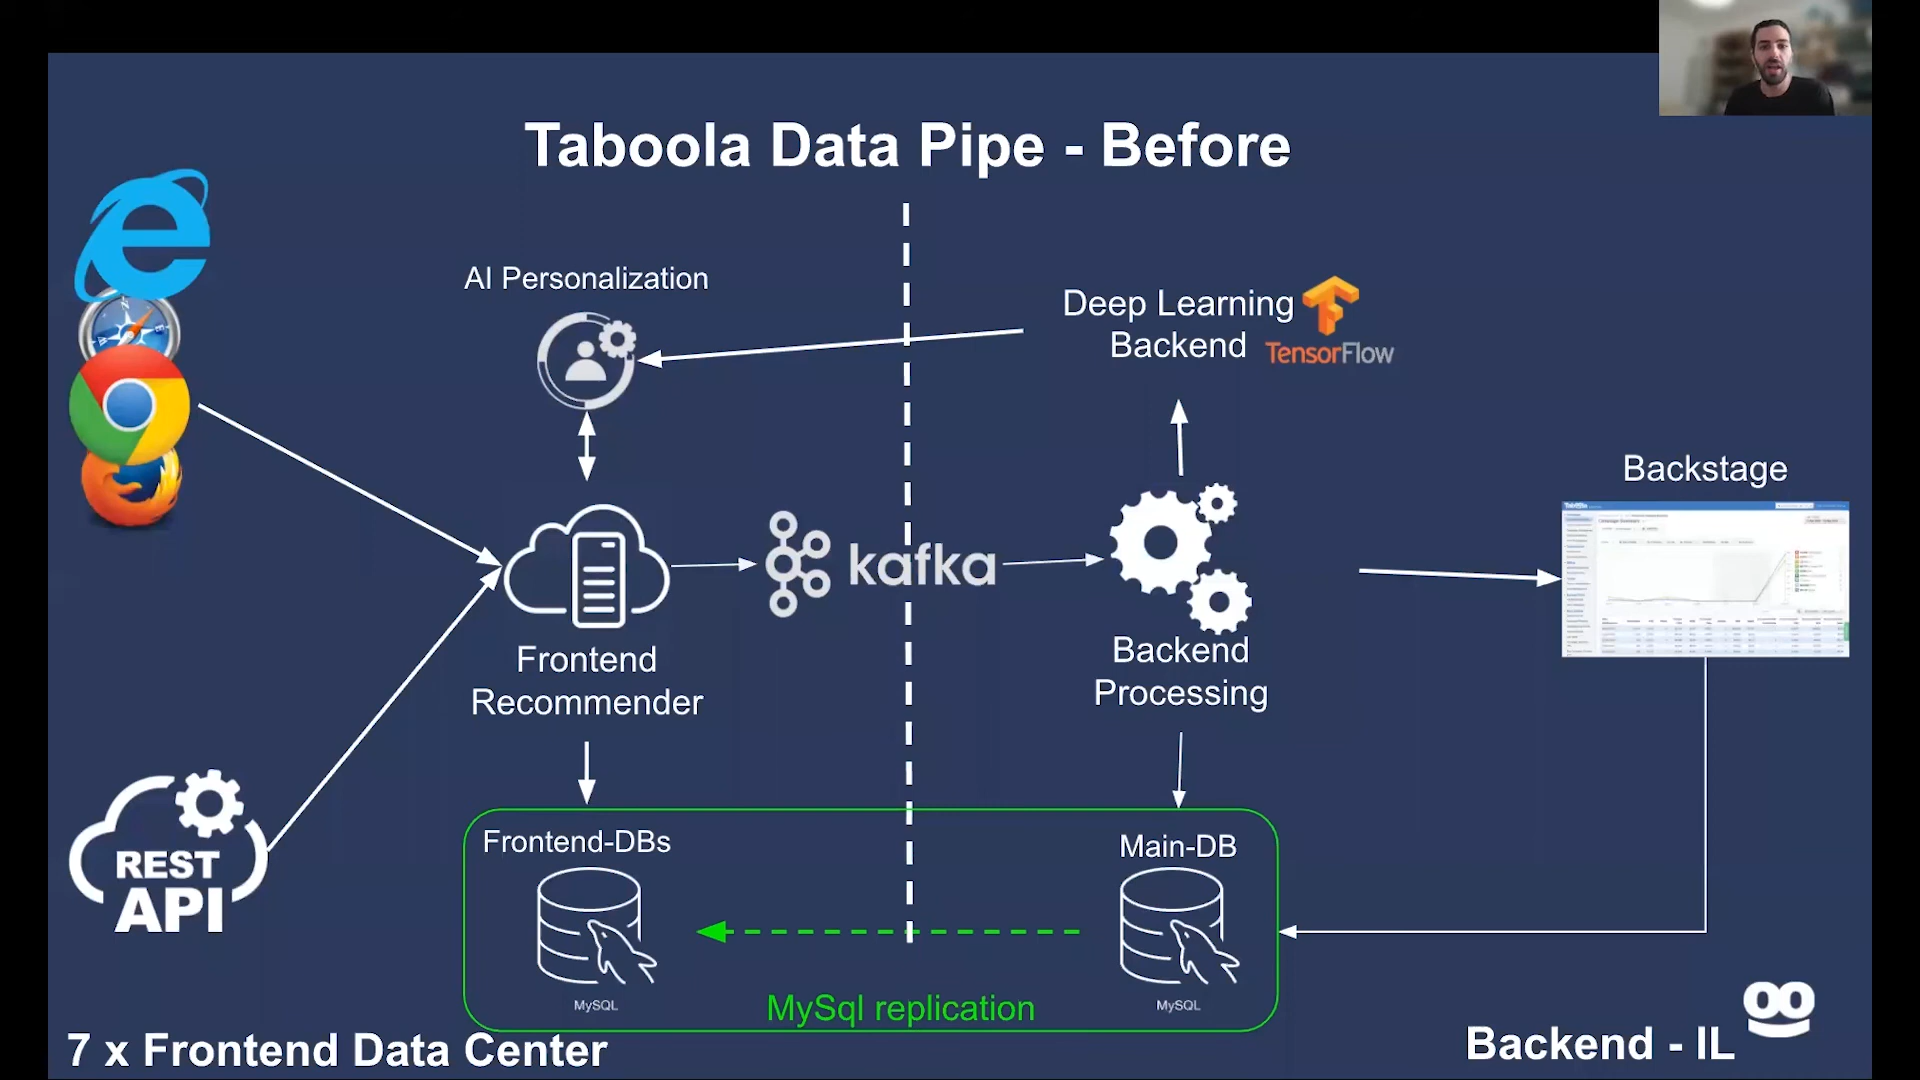 Taboola Data Pipe - Before
AI Personalization
Deep Learning
Backend
TensorFlow
Backstage
kafka
Frontend
Recommender
Backend
Processing
REST
API
Frontend-DBs
Main-DB
MySQL
MySQL
MySql replication
7 x Frontend Data Center
Backend - IL